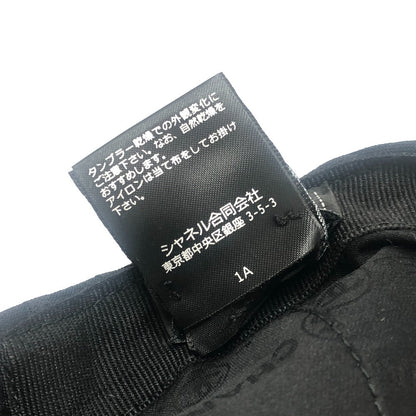 タンブラー乾燥での外観変化に
ご注意下さい。なお、自然乾燥を
おすすめします。
アイロンは当て布をしてお掛け
下さい。
シャネル合同会社
東京都中央区銀座 3-5-3
1A